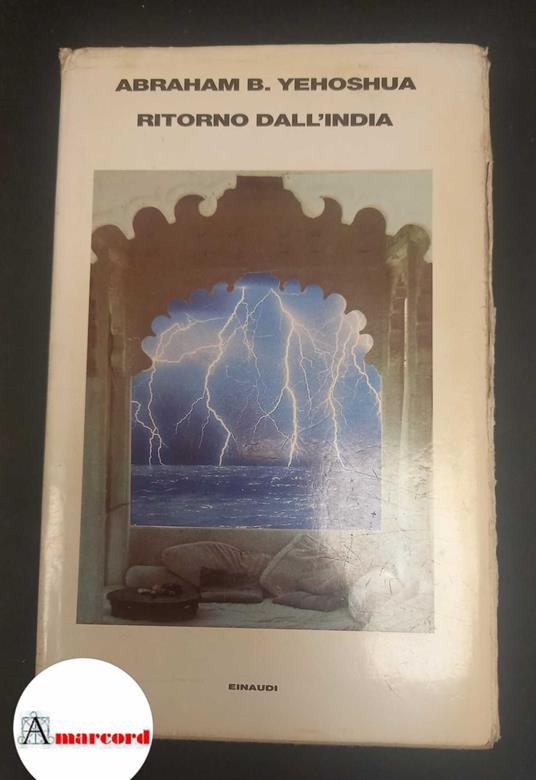 ABRAHAM B. YEHOSHUA
RITORNO DALL'INDIA
EINAUDI
Amarcord